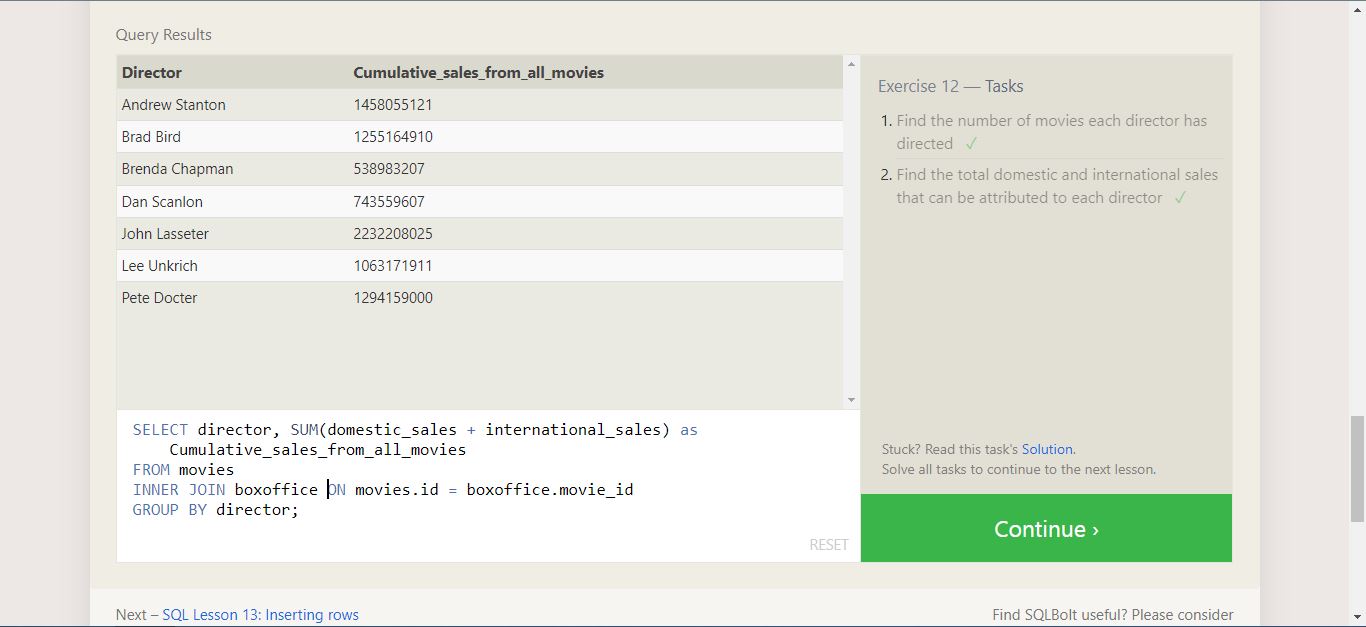 Query Results
Director Cumulative_sales_from_all_movies
Andrew Stanton 1458055121
Brad Bird 1255164910
Brenda Chapman 538983207
Dan Scanlon 743559607
John Lasseter 2232208025
Lee Unkrich 1063171911
Pete Docter 1294159000
SELECT director, SUM(domestic_sales + international_sales) as
Cumulative_sales_from_all_movies
FROM movies
INNER JOIN boxoffice ON movies.id = boxoffice.movie_id
GROUP BY director;
RESET
Exercise 12 — Tasks
1. Find the number of movies each director has
directed ✓
2. Find the total domestic and international sales
that can be attributed to each director ✓
Stuck? Read this task's Solution.
Solve all tasks to continue to the next lesson.
Continue ›
Next – SQL Lesson 13: Inserting rows
Find SQLBolt useful? Please consider